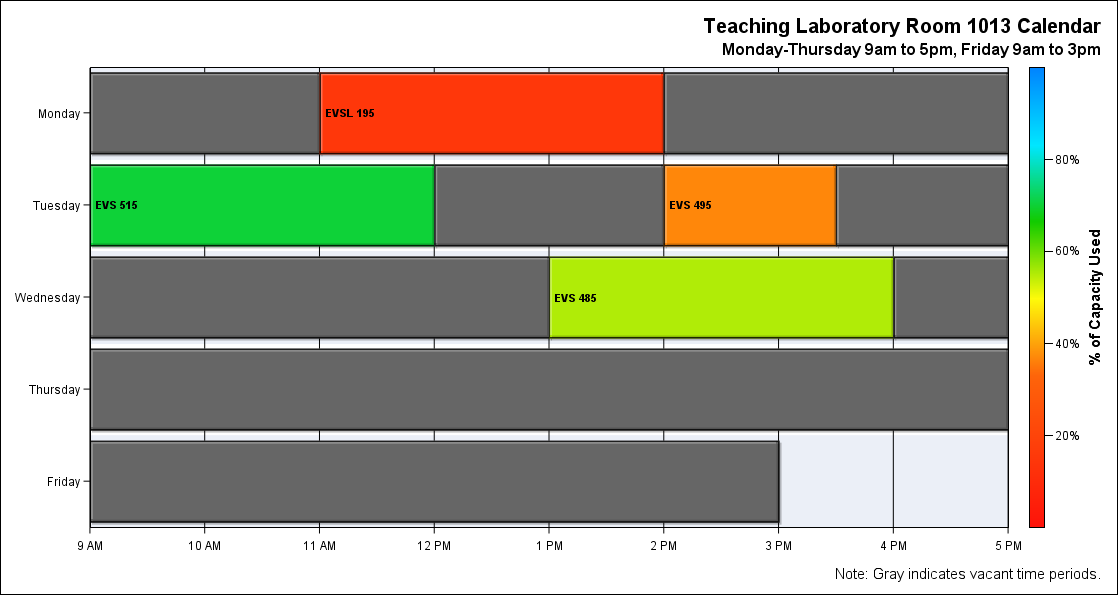 Teaching Laboratory Room 1013 Calendar
Monday-Thursday 9am to 5pm, Friday 9am to 3pm
Monday
EVSL 195
Tuesday
EVS 515
EVS 495
Wednesday
EVS 485
Thursday
Friday
9 AM
10 AM
11 AM
12 PM
1 PM
2 PM
3 PM
4 PM
5 PM
80%
60%
40%
20%
% of Capacity Used
Note: Gray indicates vacant time periods.